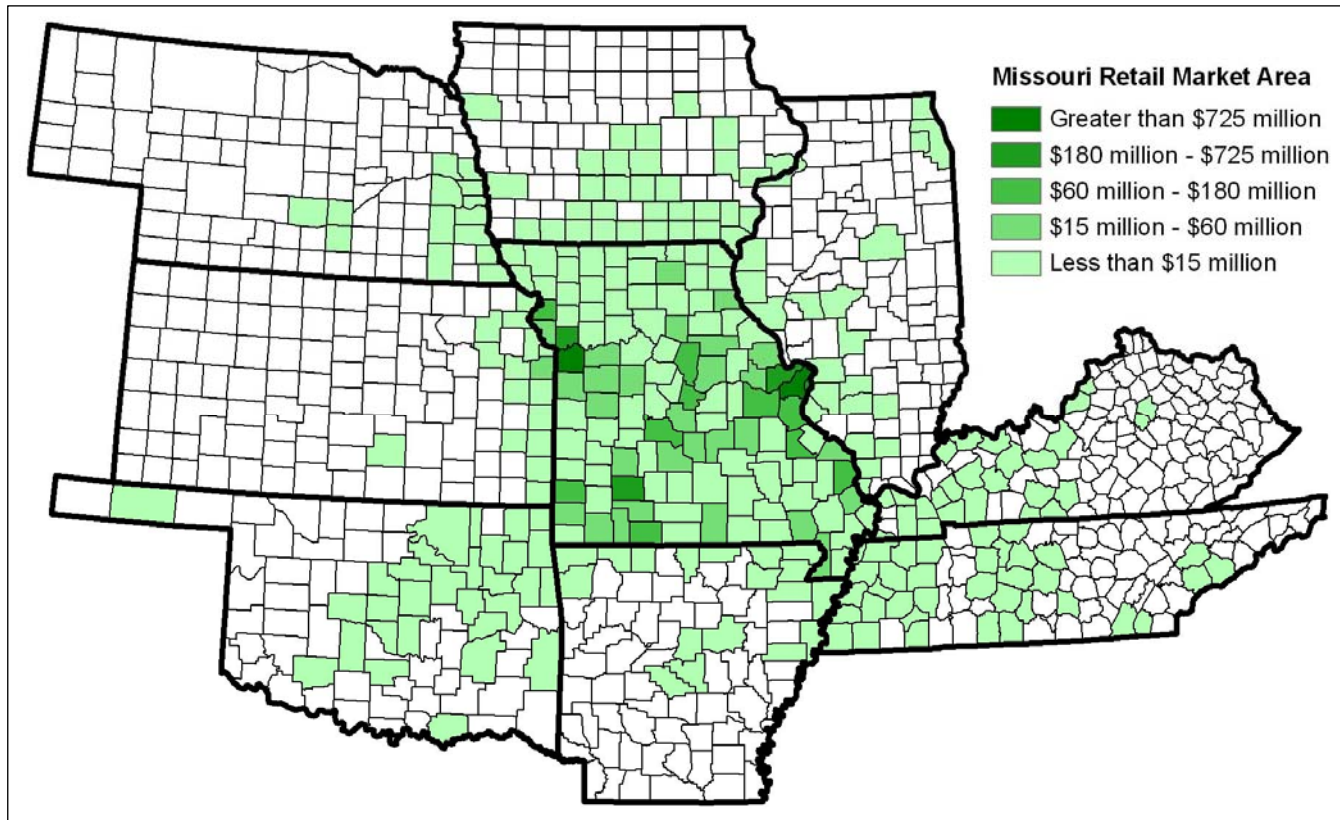 Missouri Retail Market Area
Greater than $725 million
$180 million - $725 million
$60 million - $180 million
$15 million - $60 million
Less than $15 million